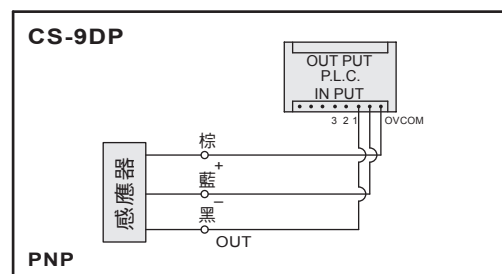 CS-9DP
OUT PUT
P.L.C.
IN PUT
3 2 1 OVCOM
棕
+
藍
−
黑
OUT
感應器
PNP